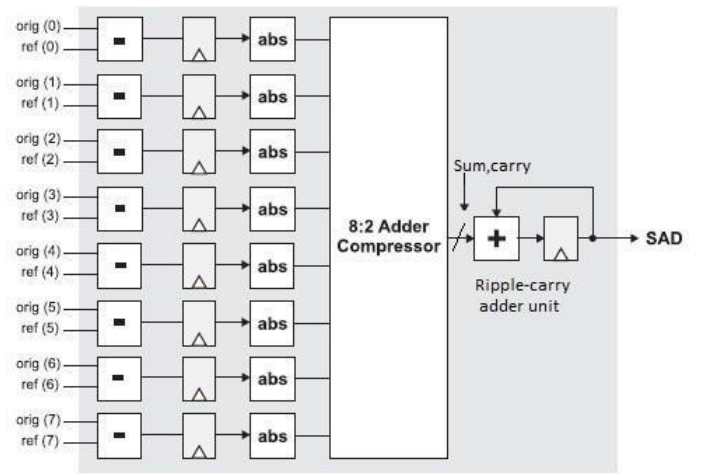 orig (0)
ref (0)
- abs
orig (1)
ref (1)
- abs
orig (2)
ref (2)
- abs
orig (3)
ref (3)
- abs
orig (4)
ref (4)
- abs
orig (5)
ref (5)
- abs
orig (6)
ref (6)
- abs
orig (7)
ref (7)
- abs
8:2 Adder
Compressor
Sum,carry
+
SAD
Ripple-carry
adder unit